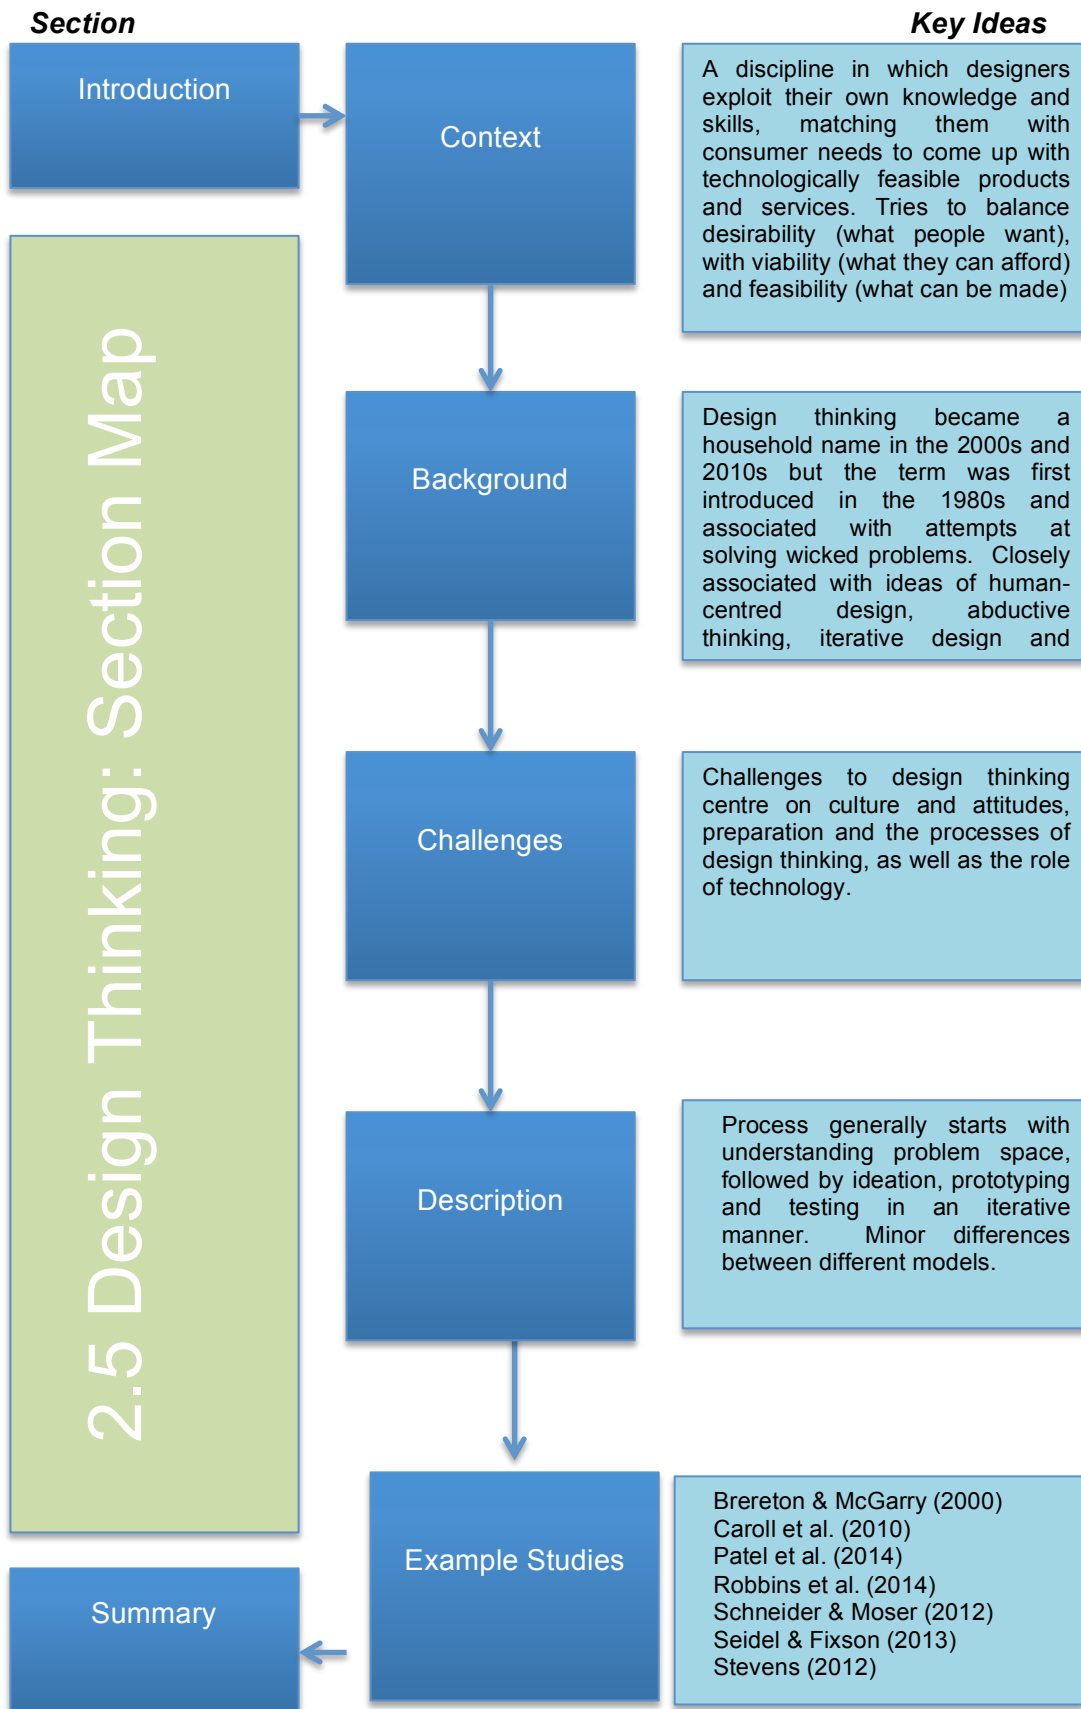 Section
Key Ideas
Introduction
Context
A discipline in which designers
exploit their own knowledge and
skills, matching them with
consumer needs to come up with
technologically feasible products
and services. Tries to balance
desirability (what people want),
with viability (what they can afford)
and feasibility (what can be made)
2.5 Design Thinking: Section Map
Background
Design thinking became a
household name in the 2000s and
2010s but the term was first
introduced in the 1980s and
associated with attempts at
solving wicked problems. Closely
associated with ideas of human-
centred design, abductive
thinking, iterative design and
Challenges
Challenges to design thinking
centre on culture and attitudes,
preparation and the processes of
design thinking, as well as the role
of technology.
Description
Process generally starts with
understanding problem space,
followed by ideation, prototyping
and testing in an iterative
manner. Minor differences
between different models.
Example Studies
Brereton & McGarry (2000)
Caroll et al. (2010)
Patel et al. (2014)
Robbins et al. (2014)
Schneider & Moser (2012)
Seidel & Fixson (2013)
Stevens (2012)
Summary